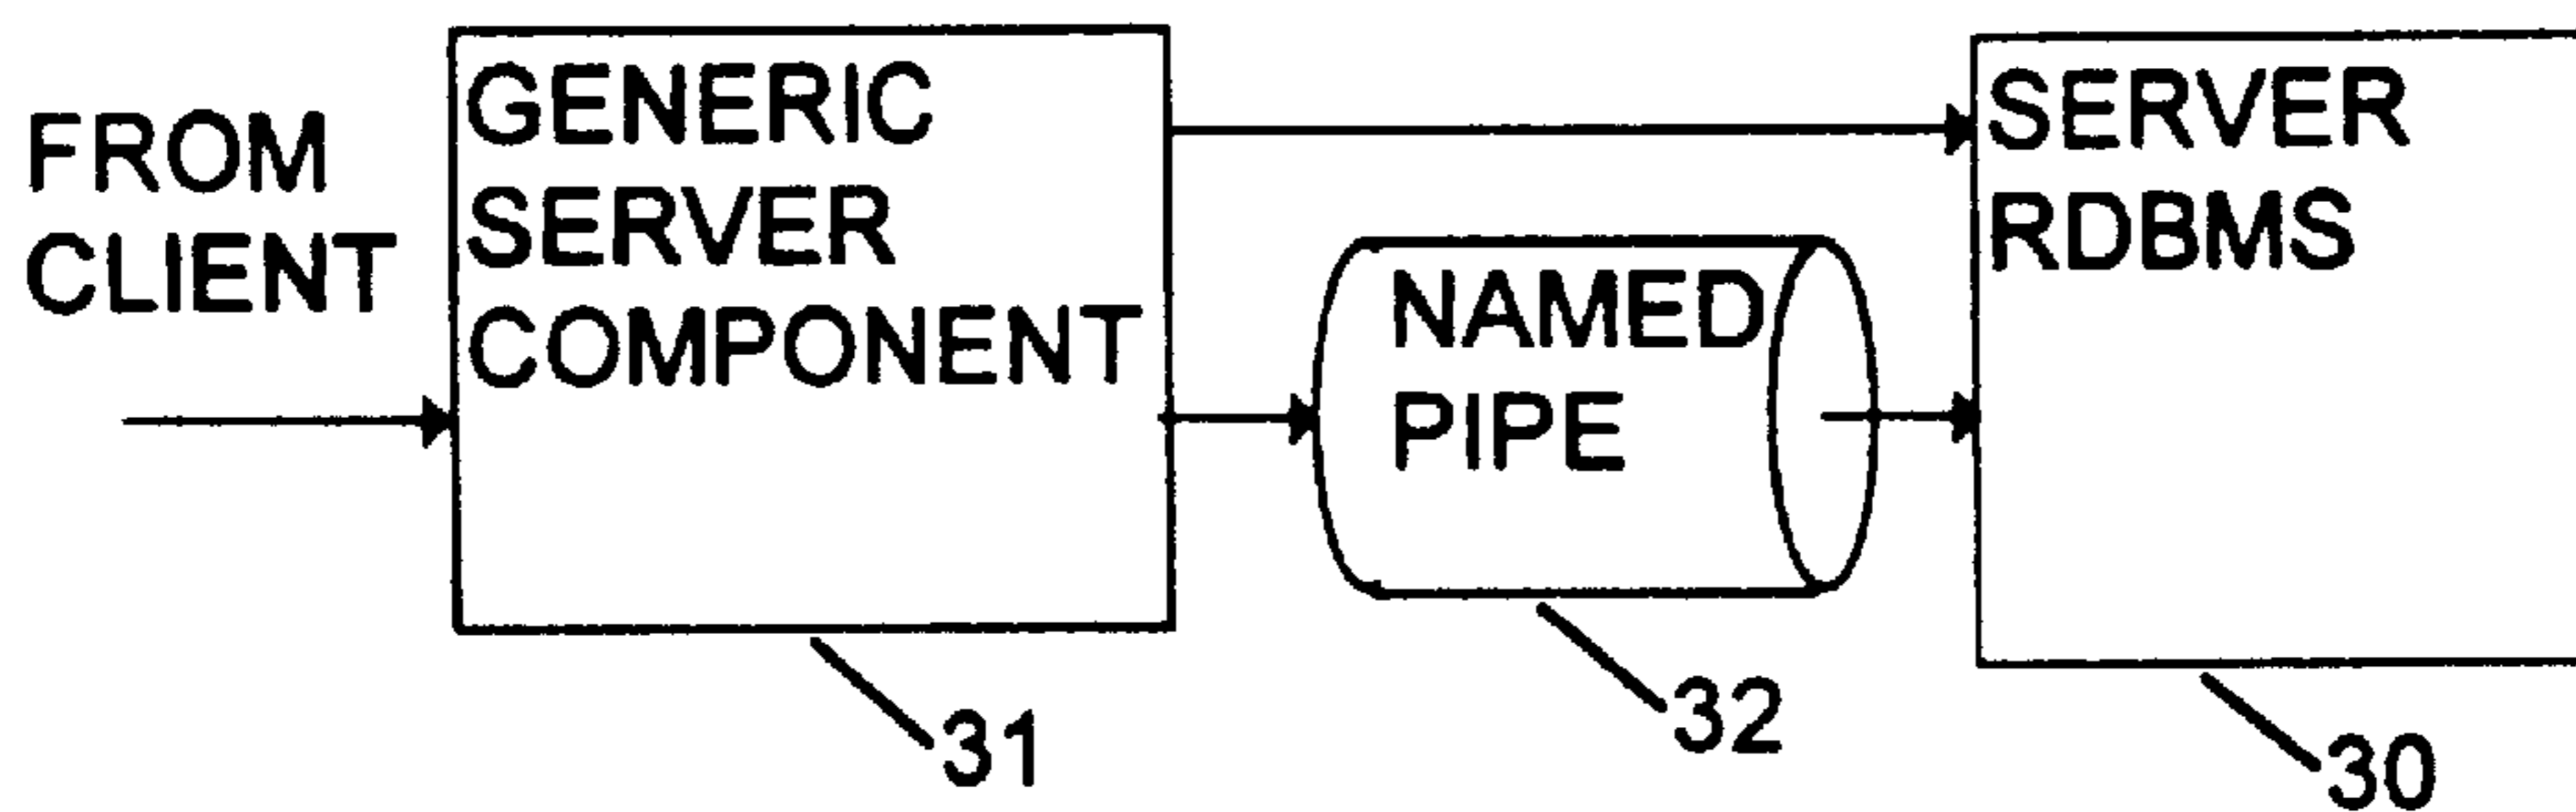 FROM
CLIENT
GENERIC
SERVER
COMPONENT
NAMED
PIPE
SERVER
RDBMS
31
32
30